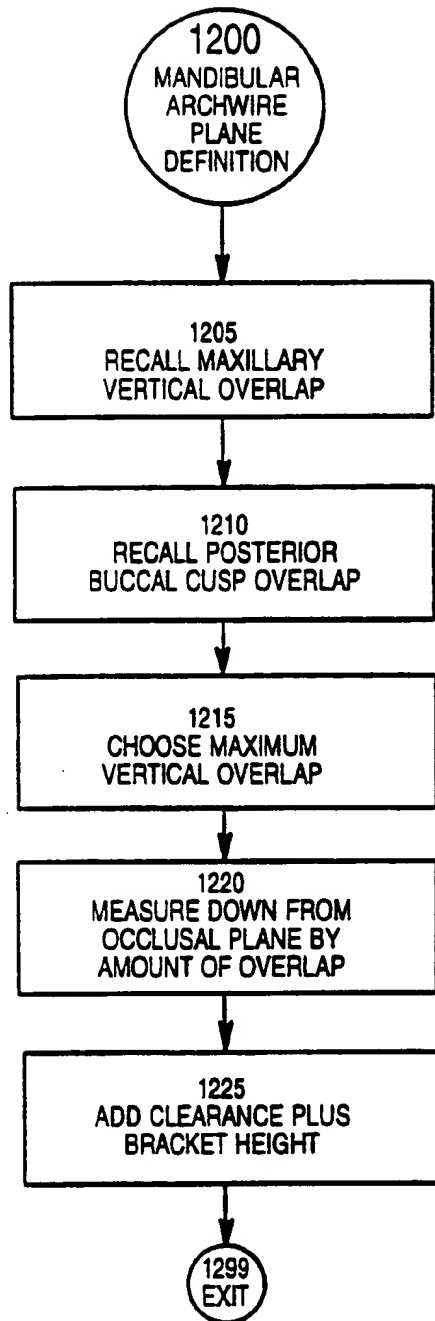 1200
MANDIBULAR
ARCHWIRE
PLANE
DEFINITION
1205
RECALL MAXILLARY
VERTICAL OVERLAP
1210
RECALL POSTERIOR
BUCCAL CUSP OVERLAP
1215
CHOOSE MAXIMUM
VERTICAL OVERLAP
1220
MEASURE DOWN FROM
OCCLUSAL PLANE BY
AMOUNT OF OVERLAP
1225
ADD CLEARANCE PLUS
BRACKET HEIGHT
1299
EXIT